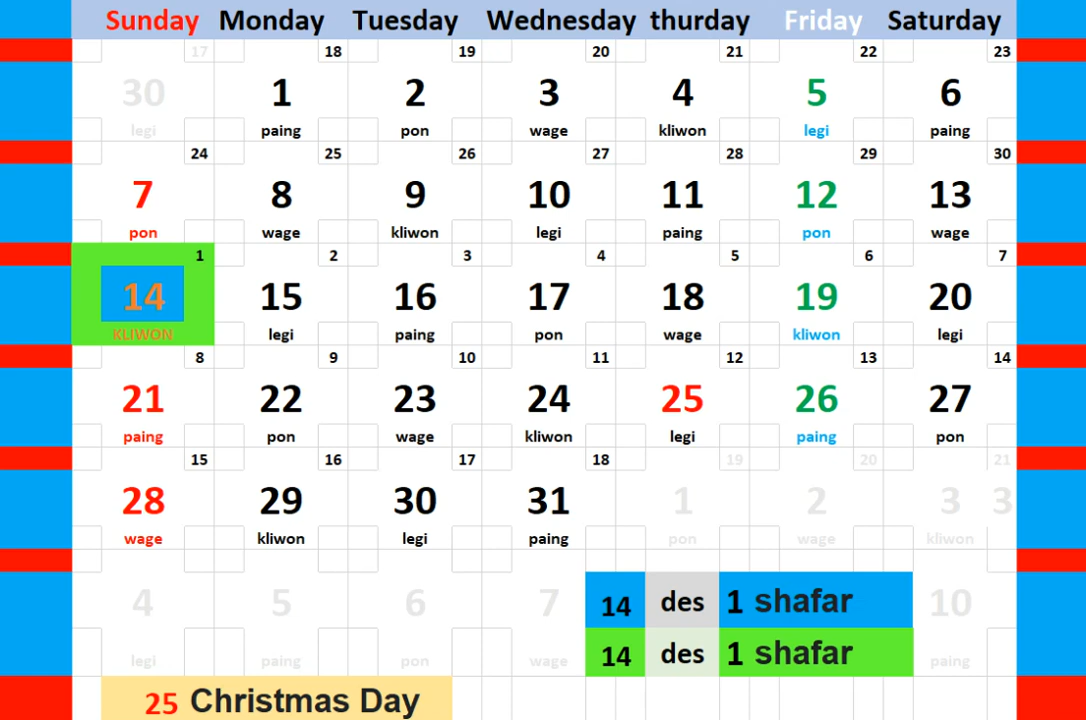 Sunday Monday Tuesday Wednesday thurday Friday Saturday
17 18 19 20 21 22 23
30 1 2 3 4 5 6
legi paing pon wage kliwon legi paing
24 25 26 27 28 29 30
7 8 9 10 11 12 13
pon wage kliwon legi paing pon wage
1 2 3 4 5 6 7
14 15 16 17 18 19 20
KLIWON legi paing pon wage kliwon legi
8 9 10 11 12 13 14
21 22 23 24 25 26 27
paing pon wage kliwon legi paing pon
15 16 17 18 19 20 21
28 29 30 31 1 2 3 3
wage kliwon legi paing pon wage kliwon
4 5 6 7 14 des 1 shafar 10
legi paing pon wage 14 des 1 shafar paing
25 Christmas Day